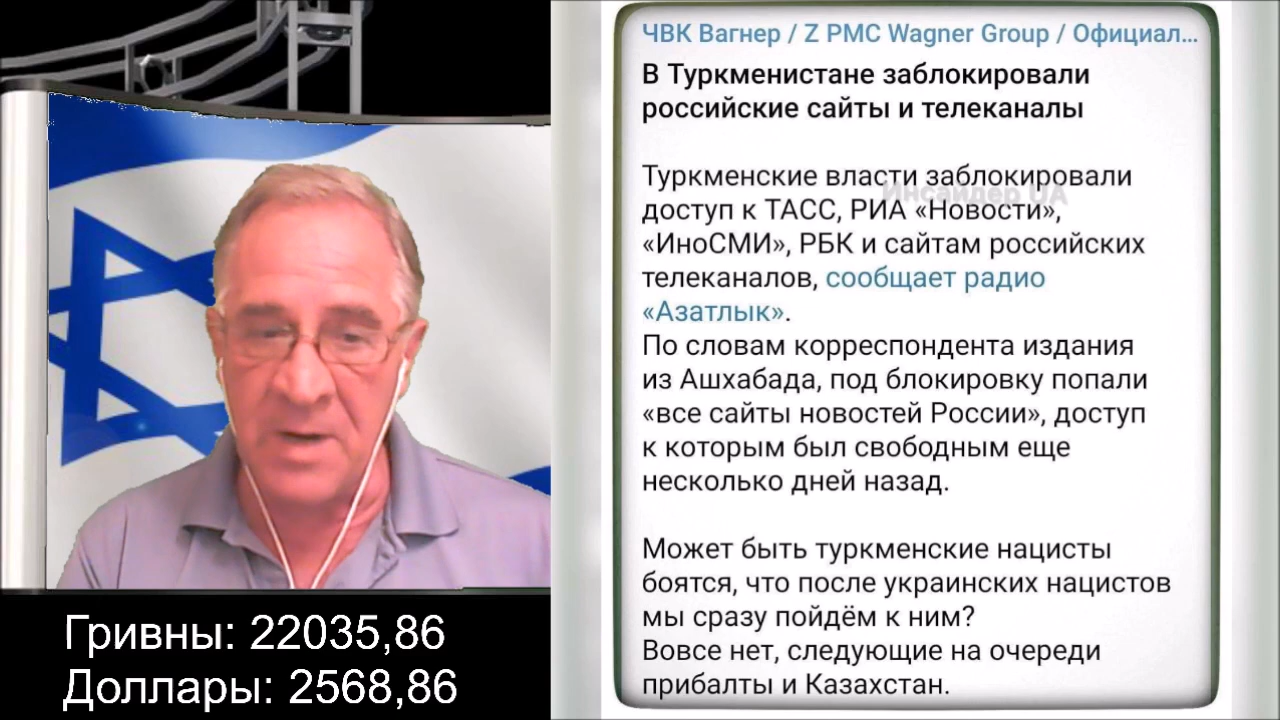 ЧВК Вагнер / Z PMC Wagner Group / Официал...
В Туркменистане заблокировали
российские сайты и телеканалы
Инсайдер UA
Туркменские власти заблокировали
доступ к ТАСС, РИА «Новости»,
«ИноСМИ», РБК и сайтам российских
телеканалов, сообщает радио
«Азатлык».
По словам корреспондента издания
из Ашхабада, под блокировку попали
«все сайты новостей России», доступ
к которым был свободным еще
несколько дней назад.
Может быть туркменские нацисты
боятся, что после украинских нацистов
мы сразу пойдём к ним?
Вовсе нет, следующие на очереди
прибалты и Казахстан.
Гривны: 22035,86
Доллары: 2568,86